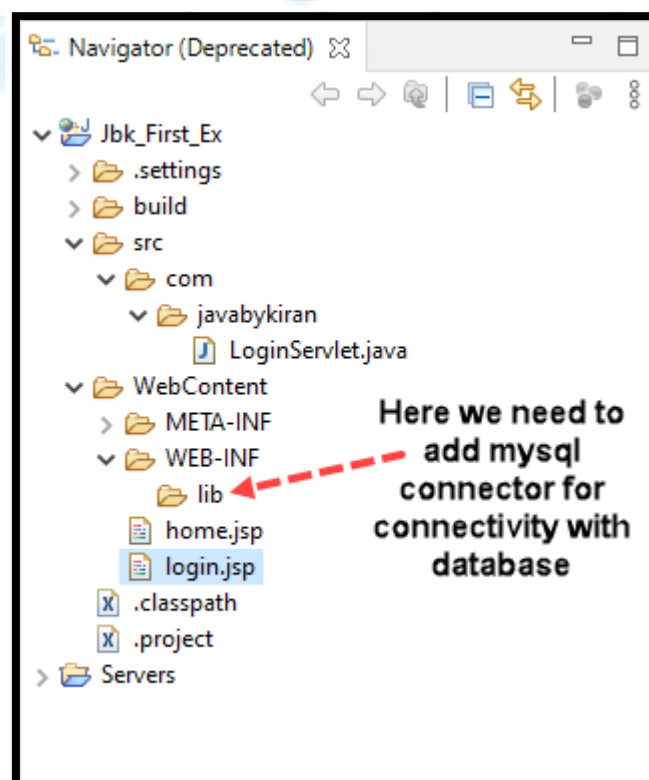 Navigator (Deprecated)
Jbk_First_Ex
.settings
build
src
com
javabykiran
LoginServlet.java
WebContent
META-INF
WEB-INF
lib
home.jsp
login.jsp
.classpath
.project
Servers
Here we need to
add mysql
connector for
connectivity with
database